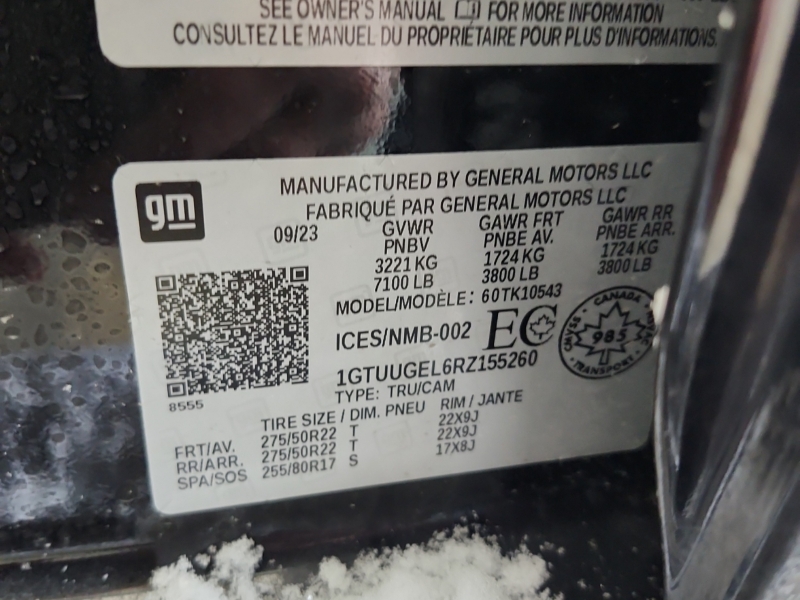 SEE OWNER'S MANUAL FOR MORE INFORMATION
CONSULTEZ LE MANUEL DU PROPRIÉTAIRE POUR PLUS D'INFORMATIONS.
gm
MANUFACTURED BY GENERAL MOTORS LLC
FABRIQUÉ PAR GENERAL MOTORS LLC
09/23 GVWR GAWR FRT GAWR RR
PNBV PNBE AV. PNBE ARR.
3221 KG 1724 KG 1724 KG
7100 LB 3800 LB 3800 LB
MODEL/MODÈLE: 60TK10543
ICES/NMB-002 EC
CANADA
985
1GTUUGEL6RZ155260
TYPE: TRU/CAM
8555
TIRE SIZE / DIM. PNEU RIM / JANTE
FRT/AV. 275/50R22 T 22X9J
RR/ARR. 275/50R22 T 22X9J
SPA/SOS 255/80R17 S 17X8J